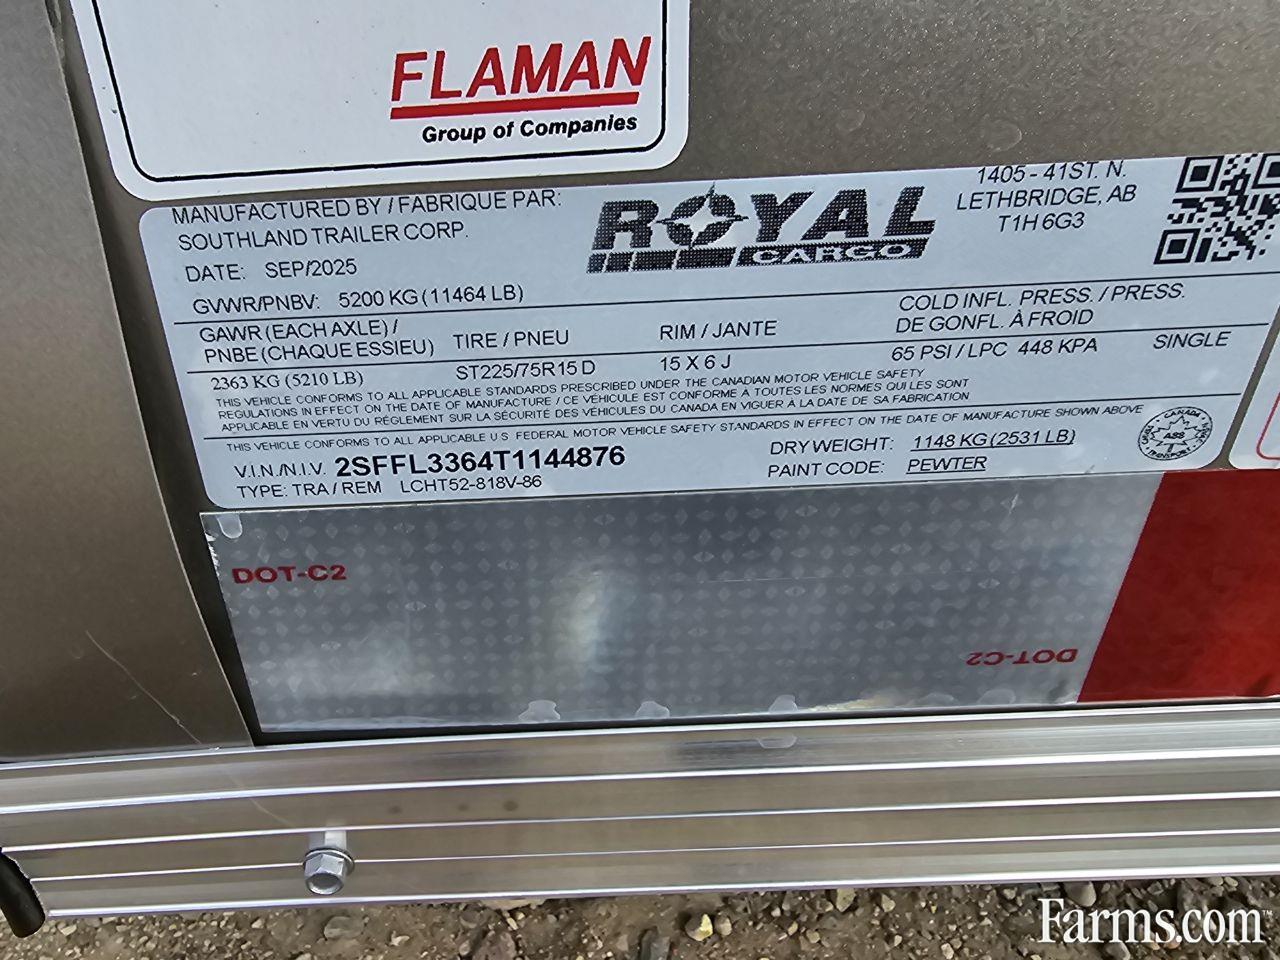 FLAMAN
Group of Companies
MANUFACTURED BY / FABRIQUE PAR:
SOUTHLAND TRAILER CORP.
ROYAL
CARGO
1405 - 41ST. N.
LETHBRIDGE, AB
T1H 6G3
DATE: SEP/2025
GVWR/PNBV: 5200 KG (11464 LB)
GAWR (EACH AXLE) /
PNBE (CHAQUE ESSIEU)
TIRE / PNEU
RIM / JANTE
COLD INFL. PRESS. / PRESS.
DE GONFL. À FROID
2363 KG (5210 LB)
ST225/75R15 D
15 X 6 J
65 PSI / LPC 448 KPA
SINGLE
THIS VEHICLE CONFORMS TO ALL APPLICABLE STANDARDS PRESCRIBED UNDER THE CANADIAN MOTOR VEHICLE SAFETY
REGULATIONS IN EFFECT ON THE DATE OF MANUFACTURE / CE VÉHICULE EST CONFORME À TOUTES LES NORMES QUI LES SONT
APPLICABLE EN VERTU DU RÈGLEMENT SUR LA SÉCURITÉ DES VÉHICULES DU CANADA EN VIGUER À LA DATE DE SA FABRICATION
THIS VEHICLE CONFORMS TO ALL APPLICABLE U S FEDERAL MOTOR VEHICLE SAFETY STANDARDS IN EFFECT ON THE DATE OF MANUFACTURE SHOWN ABOVE
V.I.N./N.I.V. 2SFFL3364T1144876
TYPE: TRA / REM LCHT52-818V-86
DRY WEIGHT: 1148 KG (2531 LB)
PAINT CODE: PEWTER
CANADA
ASS
TRANSPORT
DOT-C2
DOT-C2
Farms.com™